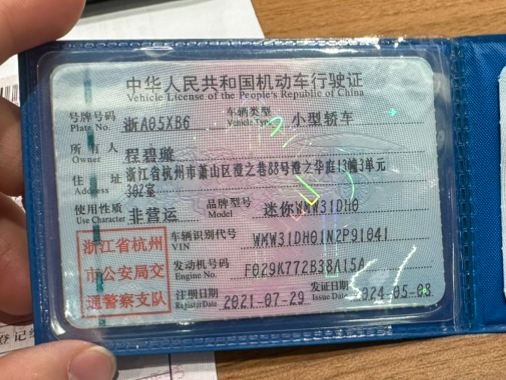 中华人民共和国机动车行驶证
Vehicle License of the People's Republic of China
号牌号码 浙A05XB6 车辆类型 小型轿车
Plate No. Vehicle Type
所有人 程碧璇
Owner
住址 浙江省杭州市萧山区澄之巷88号澄之华庭13幢3单元
Address 302室
使用性质 非营运 品牌型号 迷你WMW31DH0
Use Character Model
浙江省杭州
市公安局交
通警察支队
车辆识别代号 WMW31DH01N2P91041
VIN
发动机号码 F029K772B38A15A
Engine No.
注册日期 2021-07-29 发证日期 2024-05-08
Register Date Issue Date
记